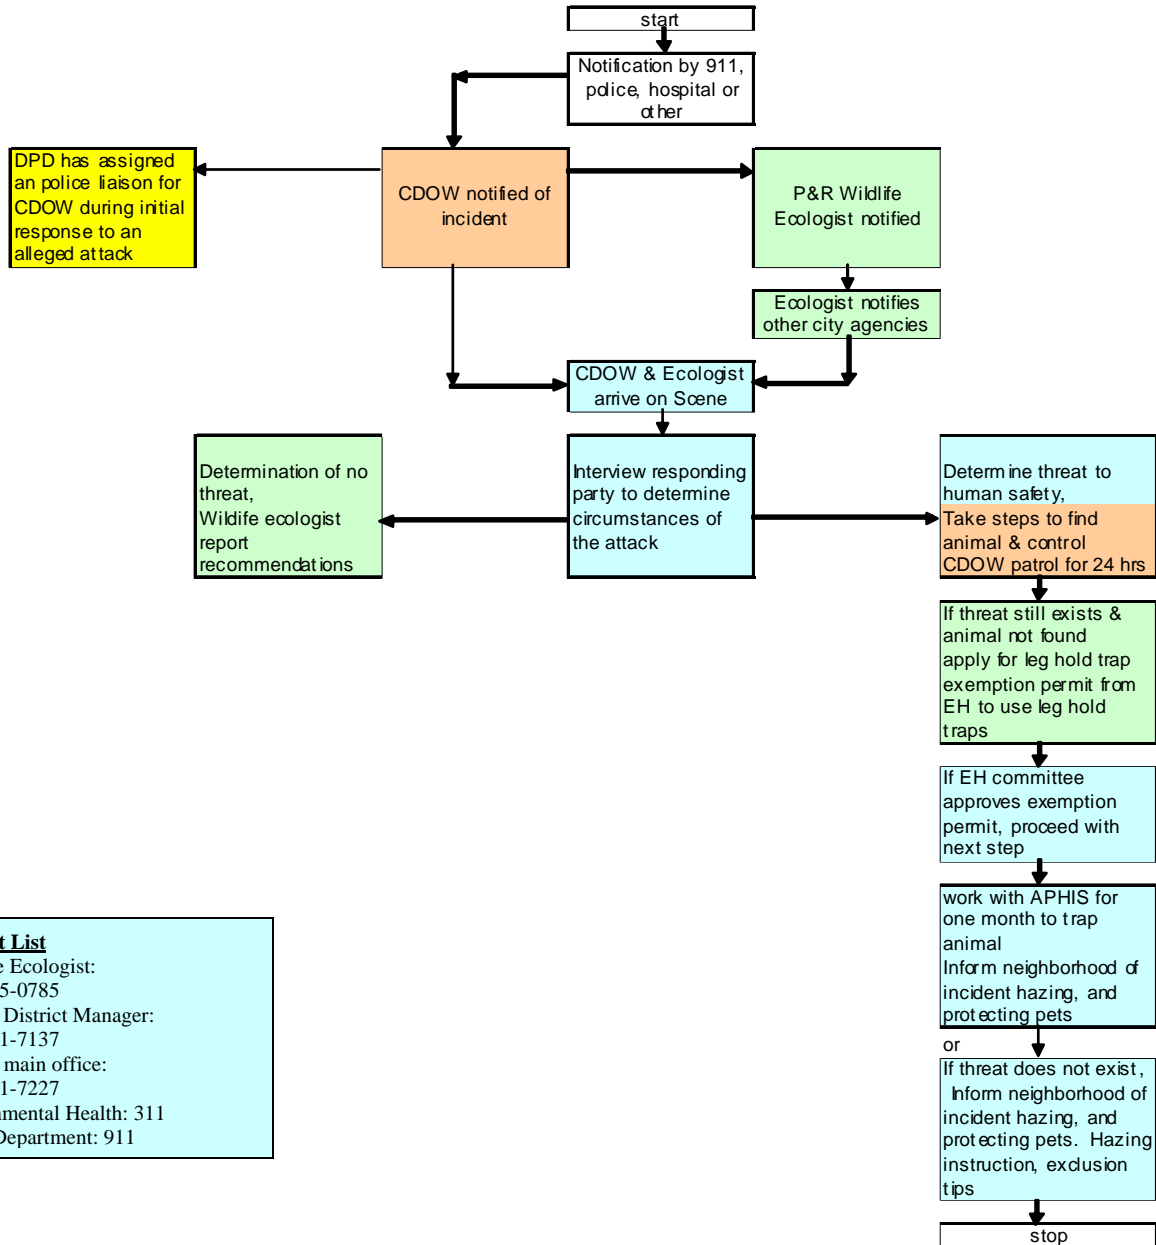 start
Notification by 911,
police, hospital or
other
DPD has assigned
an police liaison for
CDOW during initial
response to an
alleged attack
CDOW notified of
incident
P&R Wildlife
Ecologist notified
Ecologist notifies
other city agencies
CDOW & Ecologist
arrive on Scene
Determination of no
threat,
Wildlife ecologist
report
recommendations
Interview responding
party to determine
circumstances of
the attack
Determine threat to
human safety,
Take steps to find
animal & control
CDOW patrol for 24 hrs
If threat still exists &
animal not found
apply for leg hold trap
exemption permit from
EH to use leg hold
traps
If EH committee
approves exemption
permit, proceed with
next step
work with APHIS for
one month to trap
animal
Inform neighborhood of
incident hazing, and
protecting pets
or
If threat does not exist,
Inform neighborhood of
incident hazing, and
protecting pets. Hazing
instruction, exclusion
tips
stop
t List
e Ecologist:
5-0785
District Manager:
1-7137
main office:
1-7227
nmental Health: 311
Department: 911